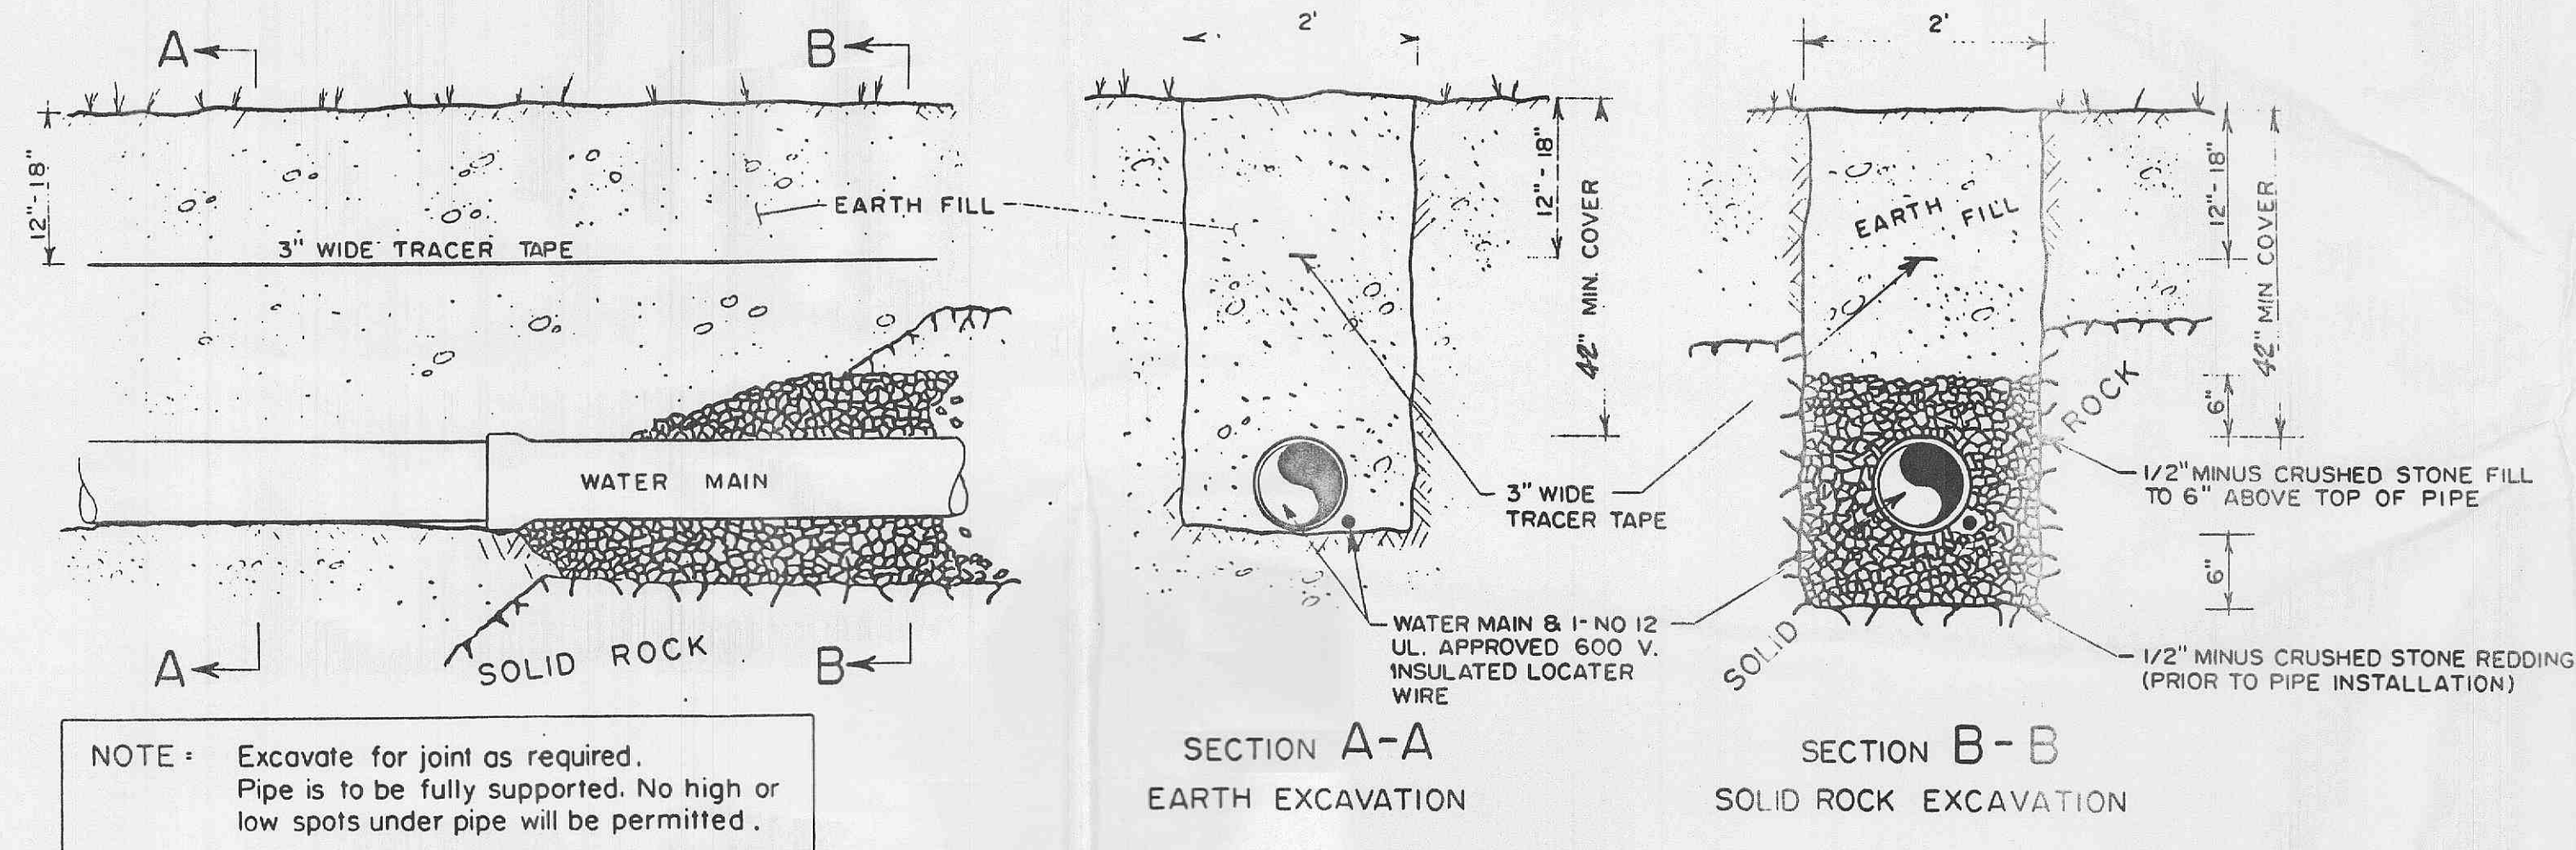 A
B
12"-18"
EARTH FILL
3" WIDE TRACER TAPE
WATER MAIN
SOLID ROCK
A
B
NOTE: Excavate for joint as required.
Pipe is to be fully supported. No high or
low spots under pipe will be permitted.
2'
12"-18"
42" MIN. COVER
3" WIDE
TRACER TAPE
WATER MAIN & 1- NO 12
UL. APPROVED 600 V.
INSULATED LOCATER
WIRE
SECTION A-A
EARTH EXCAVATION
2'
EARTH FILL
12"-18"
42" MIN COVER
6"
ROCK
1/2" MINUS CRUSHED STONE FILL
TO 6" ABOVE TOP OF PIPE
6"
SOLID
1/2" MINUS CRUSHED STONE REDDING
(PRIOR TO PIPE INSTALLATION)
SECTION B-B
SOLID ROCK EXCAVATION